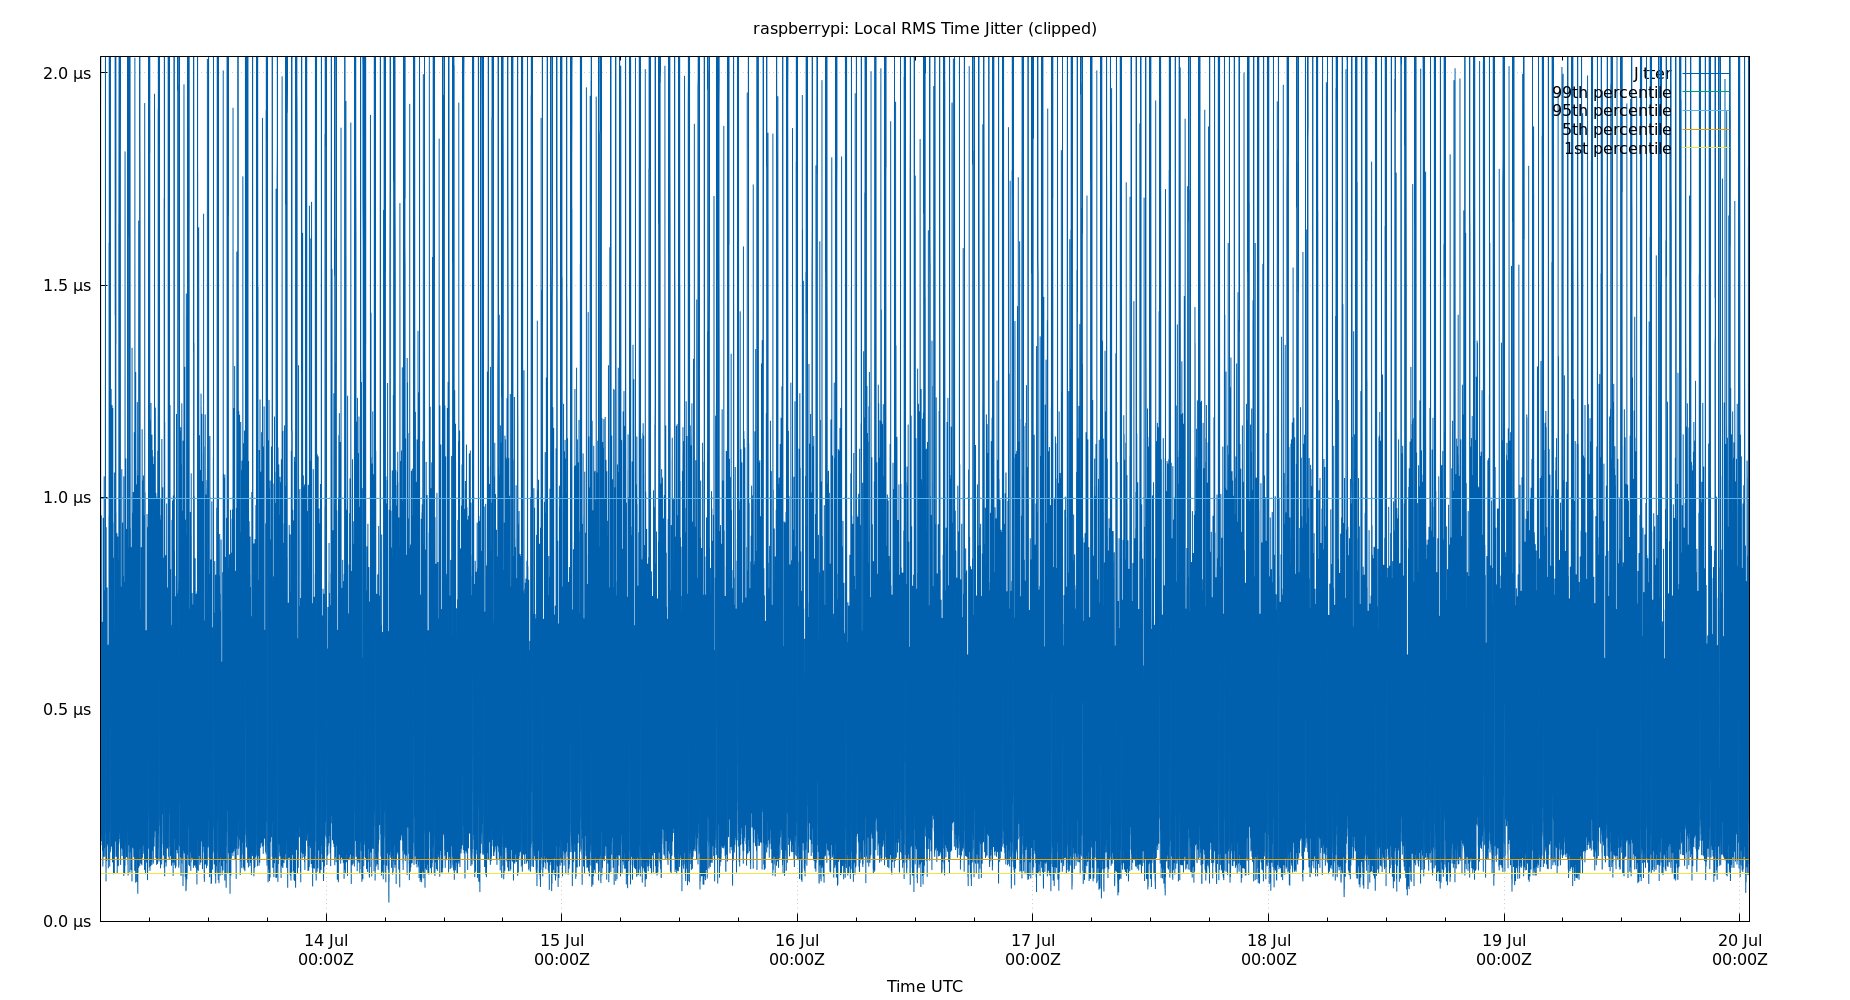 raspberrypi: Local RMS Time Jitter (clipped)
2.0 µs
1.5 µs
1.0 µs
0.5 µs
0.0 µs
Jitter
99th percentile
95th percentile
5th percentile
1st percentile
14 Jul
00:00Z
15 Jul
00:00Z
16 Jul
00:00Z
17 Jul
00:00Z
18 Jul
00:00Z
19 Jul
00:00Z
20 Jul
00:00Z
Time UTC